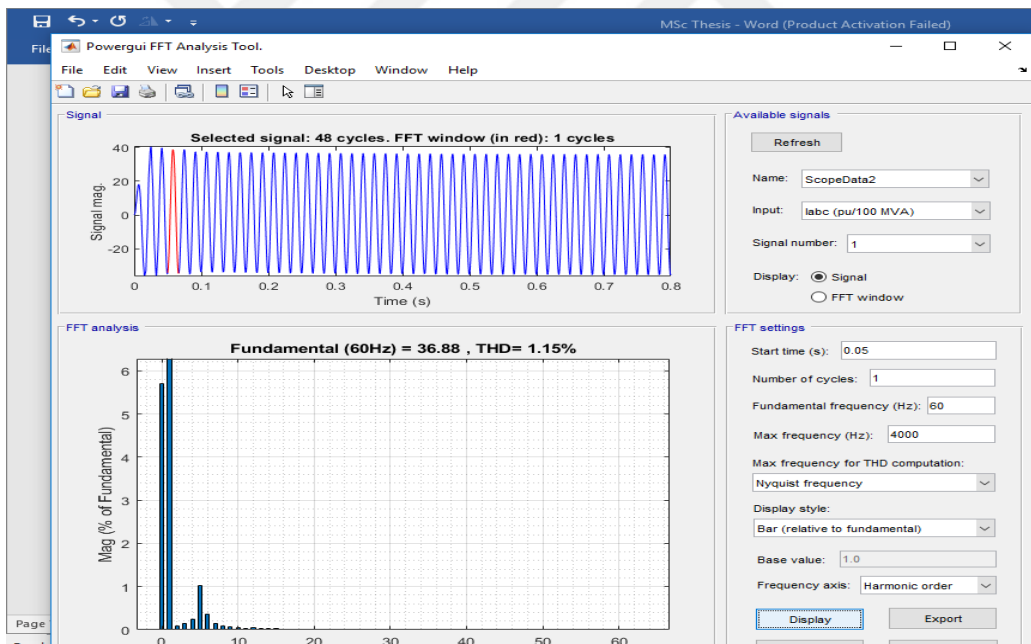 MSc Thesis - Word (Product Activation Failed)
File
Powergui FFT Analysis Tool.
File Edit View Insert Tools Desktop Window Help
Signal
Selected signal: 48 cycles. FFT window (in red): 1 cycles
40
20
0
-20
Signal mag.
0 0.1 0.2 0.3 0.4 0.5 0.6 0.7 0.8
Time (s)
Available signals
Refresh
Name: ScopeData2
Input: Iabc (pu/100 MVA)
Signal number: 1
Display: Signal
FFT window
FFT analysis
Fundamental (60Hz) = 36.88 , THD= 1.15%
6
5
4
3
2
1
0
Mag (% of Fundamental)
0 10 20 30 40 50 60
FFT settings
Start time (s): 0.05
Number of cycles: 1
Fundamental frequency (Hz): 60
Max frequency (Hz): 4000
Max frequency for THD computation:
Nyquist frequency
Display style:
Bar (relative to fundamental)
Base value: 1.0
Frequency axis: Harmonic order
Display Export
Page